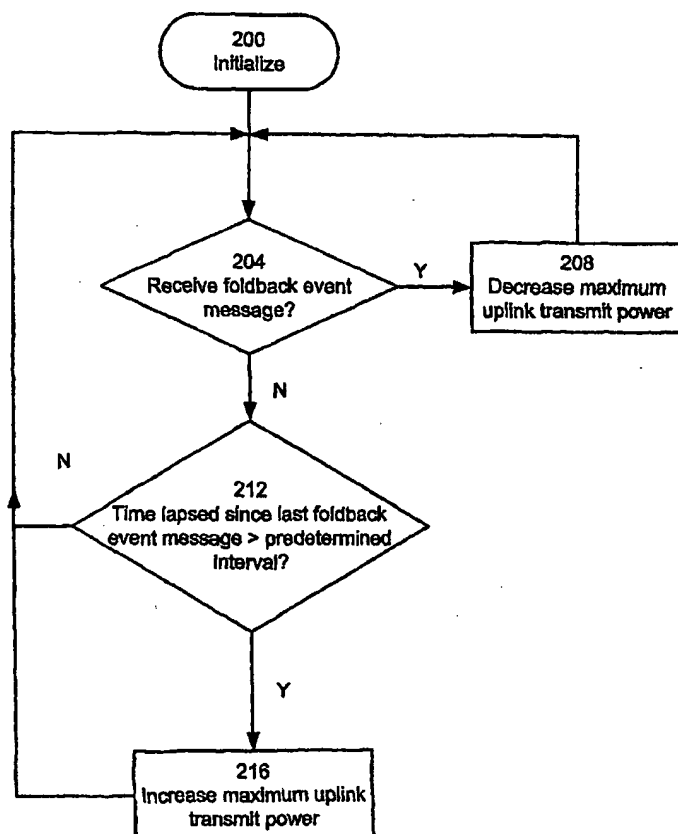 200
Initialize
204
Receive foldback event
message?
Y
208
Decrease maximum
uplink transmit power
N
N
212
Time lapsed since last foldback
event message > predetermined
interval?
Y
216
Increase maximum uplink
transmit power